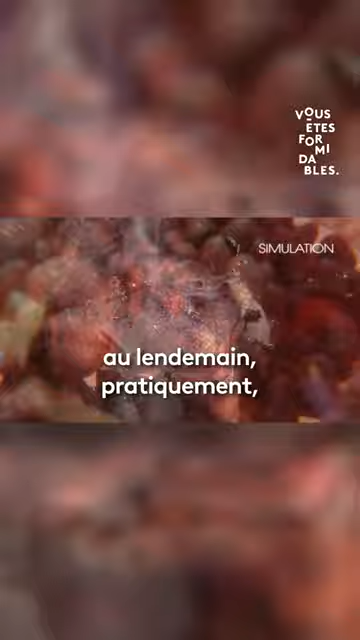 VOUS
ÊTES
FOR
MI
DA
BLES.
SIMULATION
au lendemain,
pratiquement,